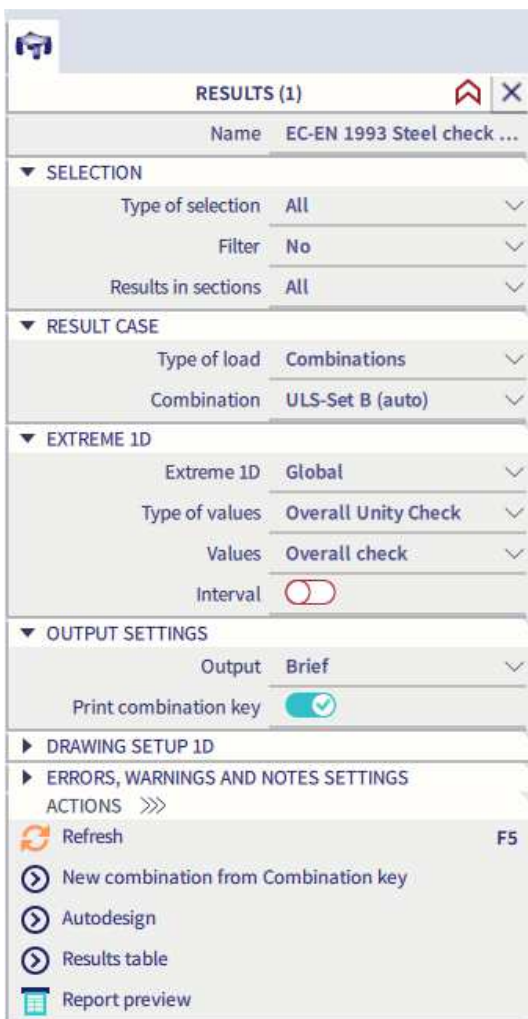 RESULTS (1)
Name EC-EN 1993 Steel check ...
SELECTION
Type of selection All
Filter No
Results in sections All
RESULT CASE
Type of load Combinations
Combination ULS-Set B (auto)
EXTREME 1D
Extreme 1D Global
Type of values Overall Unity Check
Values Overall check
Interval
OUTPUT SETTINGS
Output Brief
Print combination key
DRAWING SETUP 1D
ERRORS, WARNINGS AND NOTES SETTINGS
ACTIONS >>>
Refresh F5
New combination from Combination key
Autodesign
Results table
Report preview